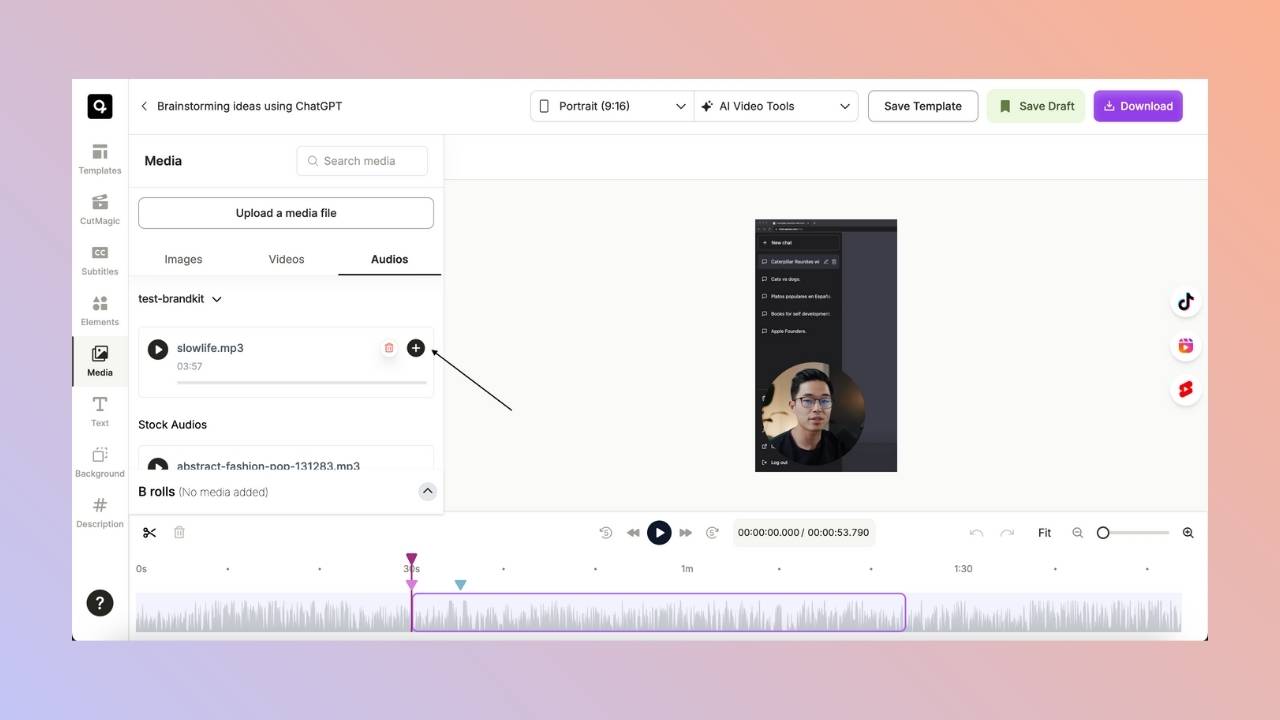 Brainstorming ideas using ChatGPT
Portrait (9:16)
AI Video Tools
Save Template
Save Draft
Download
Templates
CutMagic
CC
Subtitles
Elements
Media
Text
Background
#
Description
?
Media
Search media
Upload a media file
Images
Videos
Audios
test-brandkit
slowlife.mp3
03:57
Stock Audios
abstract-fashion-pop-131283.mp3
B rolls (No media added)
New chat
Caterpillar Reunites wi
Cats vs dogs.
Platos populares en España.
Books for self development.
Apple Founders.
Log out
5
5
00:00:00.000 / 00:00:53.790
Fit
0s
30s
1m
1:30